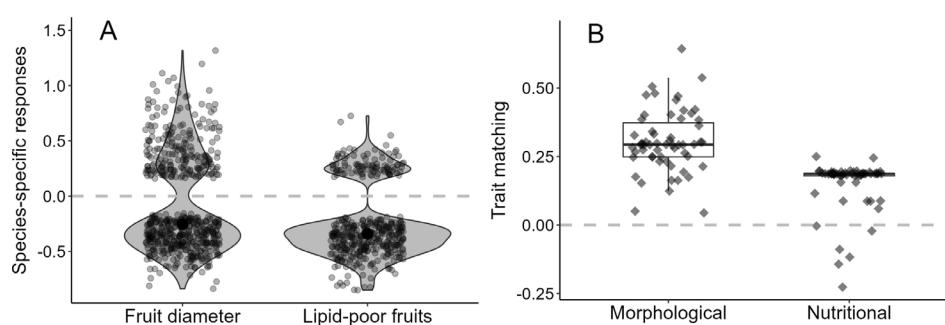 A
Species-specific responses
1.5
1.0
0.5
0.0
-0.5
Fruit diameter
Lipid-poor fruits
B
Trait matching
0.50
0.25
0.00
-0.25
Morphological
Nutritional